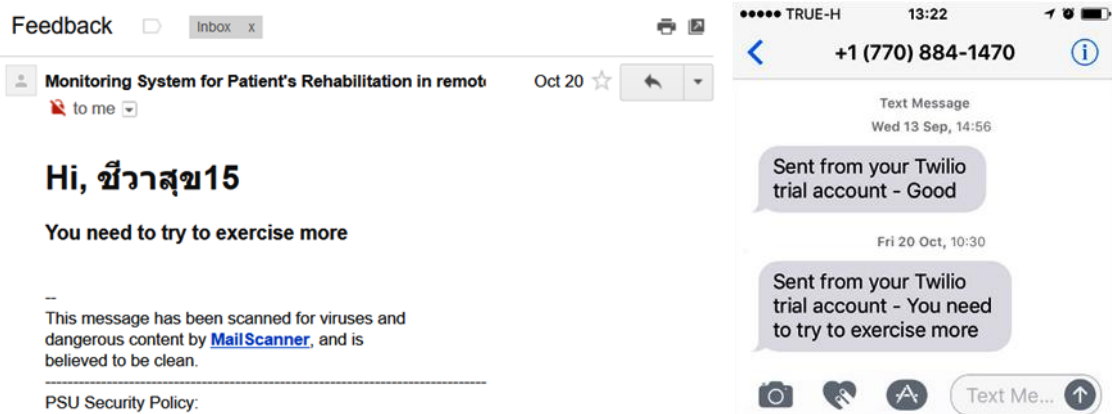 Feedback
Inbox x
Monitoring System for Patient's Rehabilitation in remote
Oct 20
to me
Hi, ชีวาสุข15
You need to try to exercise more
--
This message has been scanned for viruses and
dangerous content by MailScanner, and is
believed to be clean.
--------------------------------------------------------------------------------
PSU Security Policy:
TRUE-H 13:22
+1 (770) 884-1470
Text Message
Wed 13 Sep, 14:56
Sent from your Twilio
trial account - Good
Fri 20 Oct, 10:30
Sent from your Twilio
trial account - You need
to try to exercise more
Text Me...